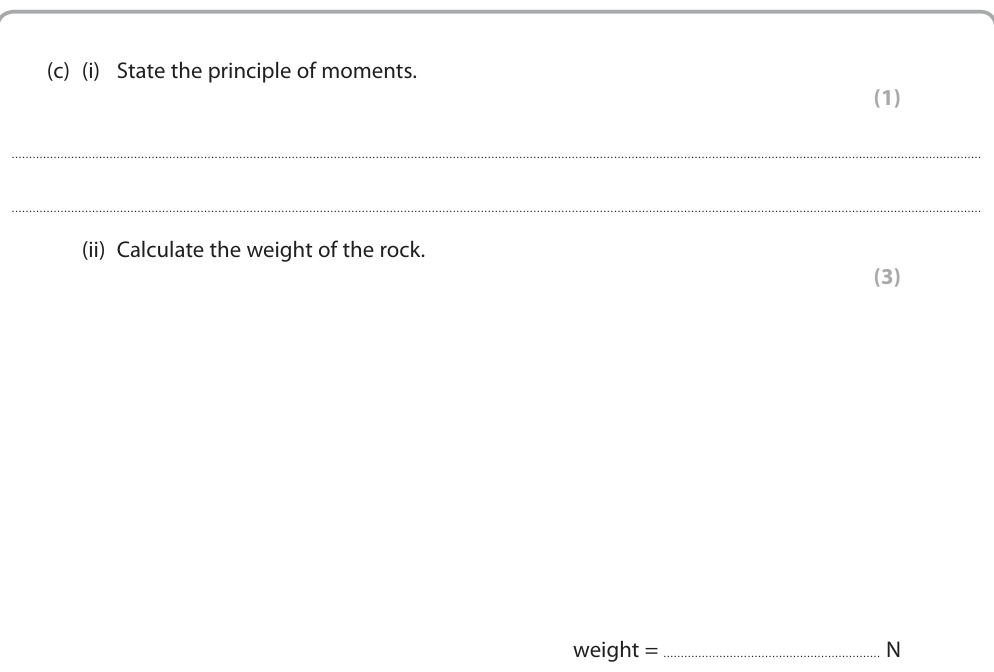 (c) (i) State the principle of moments.
(1)
(ii) Calculate the weight of the rock.
(3)
weight = ........................................ N